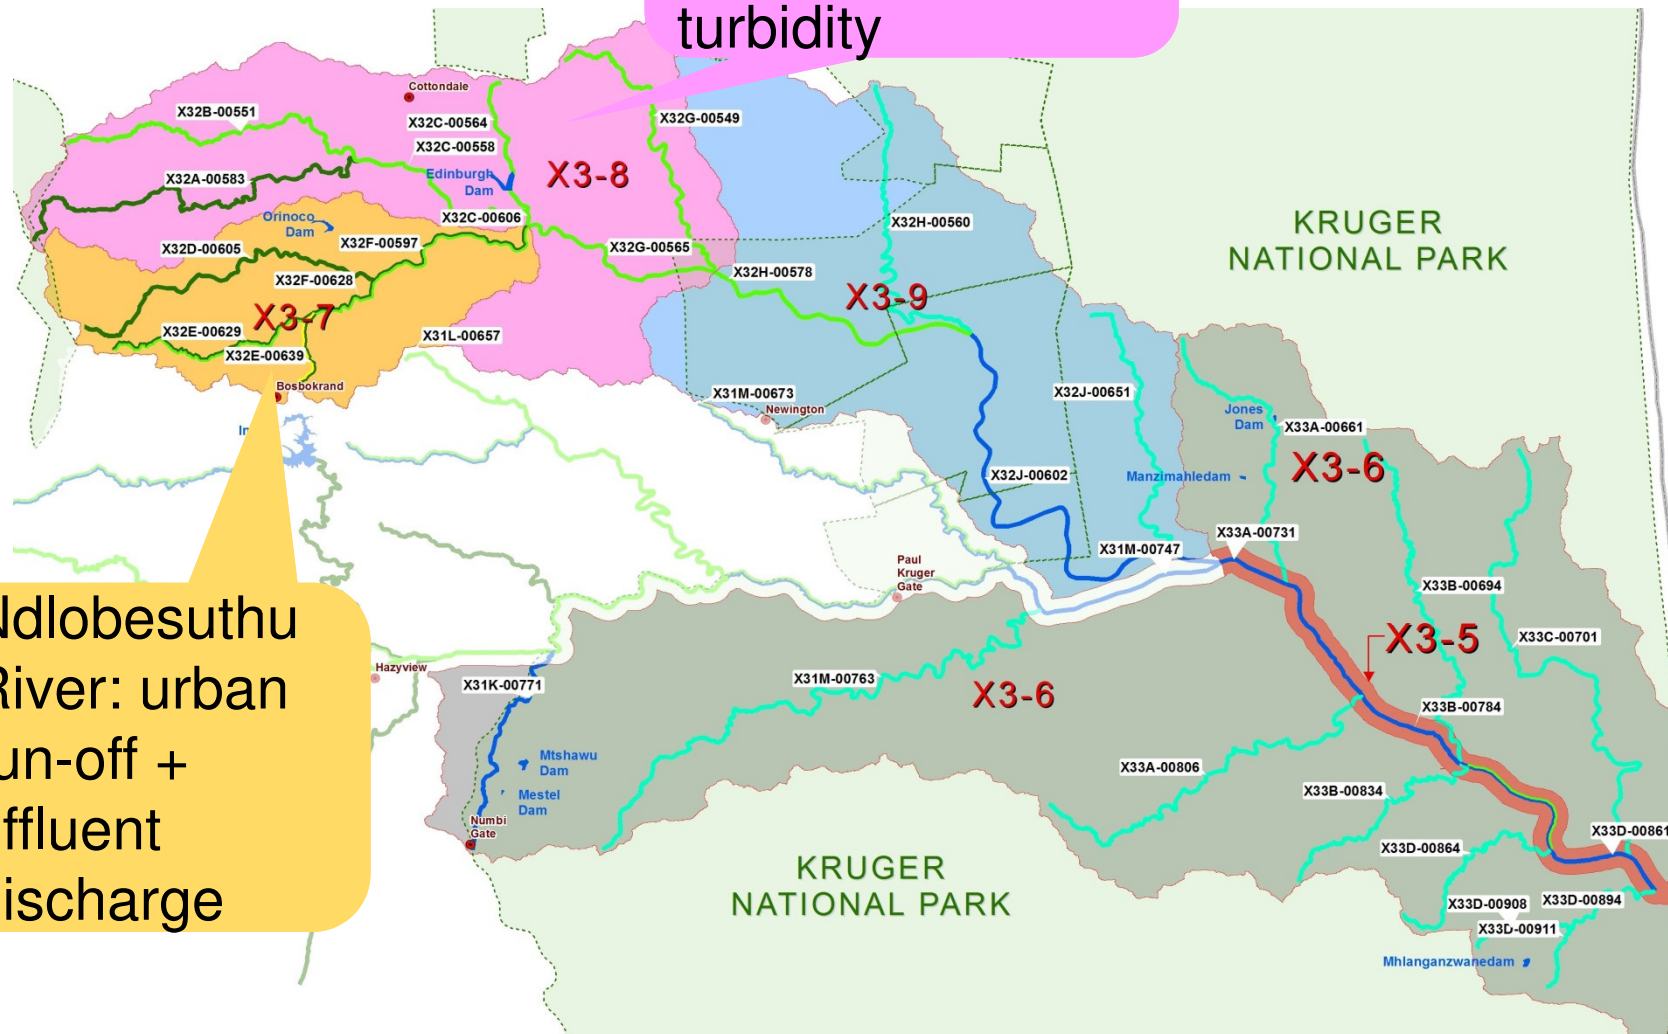 turbidity
Cottondale
X32B-00551
X32C-00564
X32G-00549
X32C-00558
X32A-00583
Edinburgh
Dam
X3-8
X32C-00606
Orinoco
Dam
X32F-00597
X32D-00605
X32G-00565
X32H-00560
KRUGER
NATIONAL PARK
X32F-00628
X32H-00578
X3-9
X3-7
X32E-00629
X31L-00657
X32E-00639
Bosbokrand
X31M-00673
Newington
X32J-00651
Jones
Dam
X33A-00661
X3-6
Manzimahledam
X32J-00602
X33A-00731
X31M-00747
Paul
Kruger
Gate
X33B-00694
Ndlobesuthu
River: urban
run-off +
effluent
discharge
X33C-00701
X3-5
Hazyview
X31K-00771
X31M-00763
X3-6
X33B-00784
Mtshawu
Dam
X33A-00806
Mestel
Dam
X33B-00834
Numbi
Gate
X33D-00861
X33D-00864
KRUGER
NATIONAL PARK
X33D-00908
X33D-00894
X33D-00911
Mhlanganzwanedam